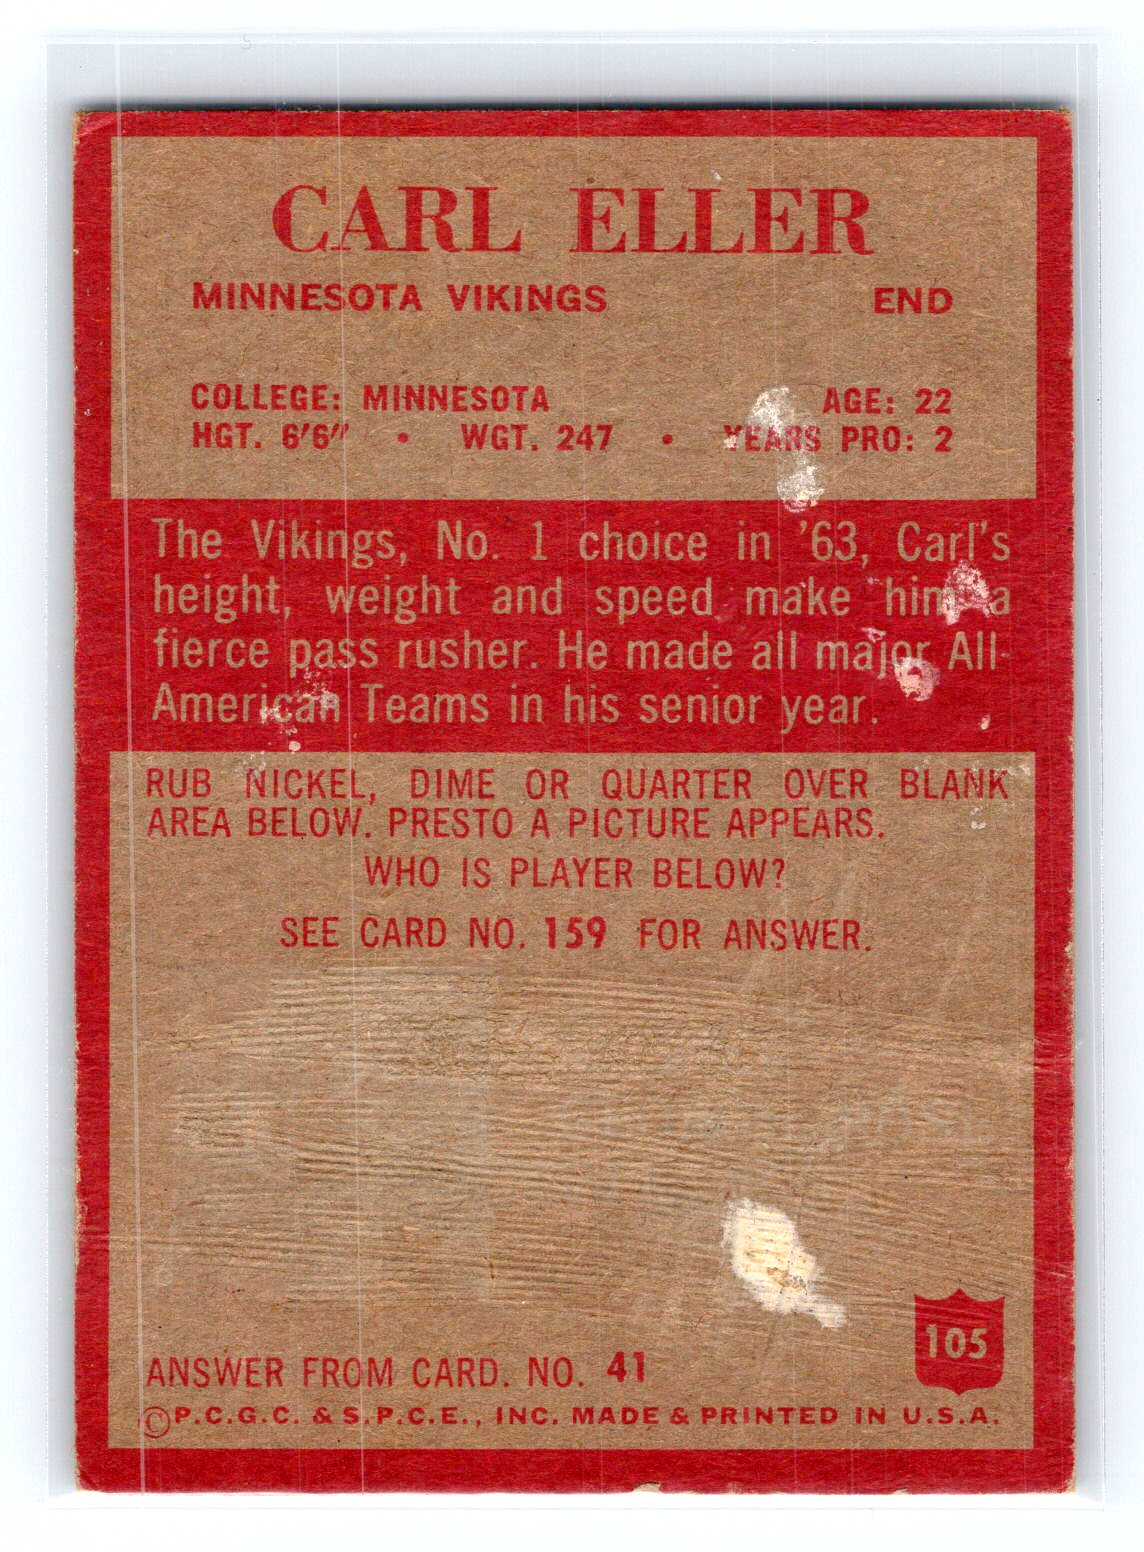 CARL ELLER
MINNESOTA VIKINGS END
COLLEGE: MINNESOTA AGE: 22
HGT. 6'6" • WGT. 247 • YEARS PRO: 2
The Vikings, No. 1 choice in '63, Carl's
height, weight and speed make him a
fierce pass rusher. He made all major All-
American Teams in his senior year.
RUB NICKEL, DIME OR QUARTER OVER BLANK
AREA BELOW. PRESTO A PICTURE APPEARS.
WHO IS PLAYER BELOW?
SEE CARD NO. 159 FOR ANSWER.
105
ANSWER FROM CARD. NO. 41
©P.C.G.C. & S.P.C.E., INC. MADE & PRINTED IN U.S.A.